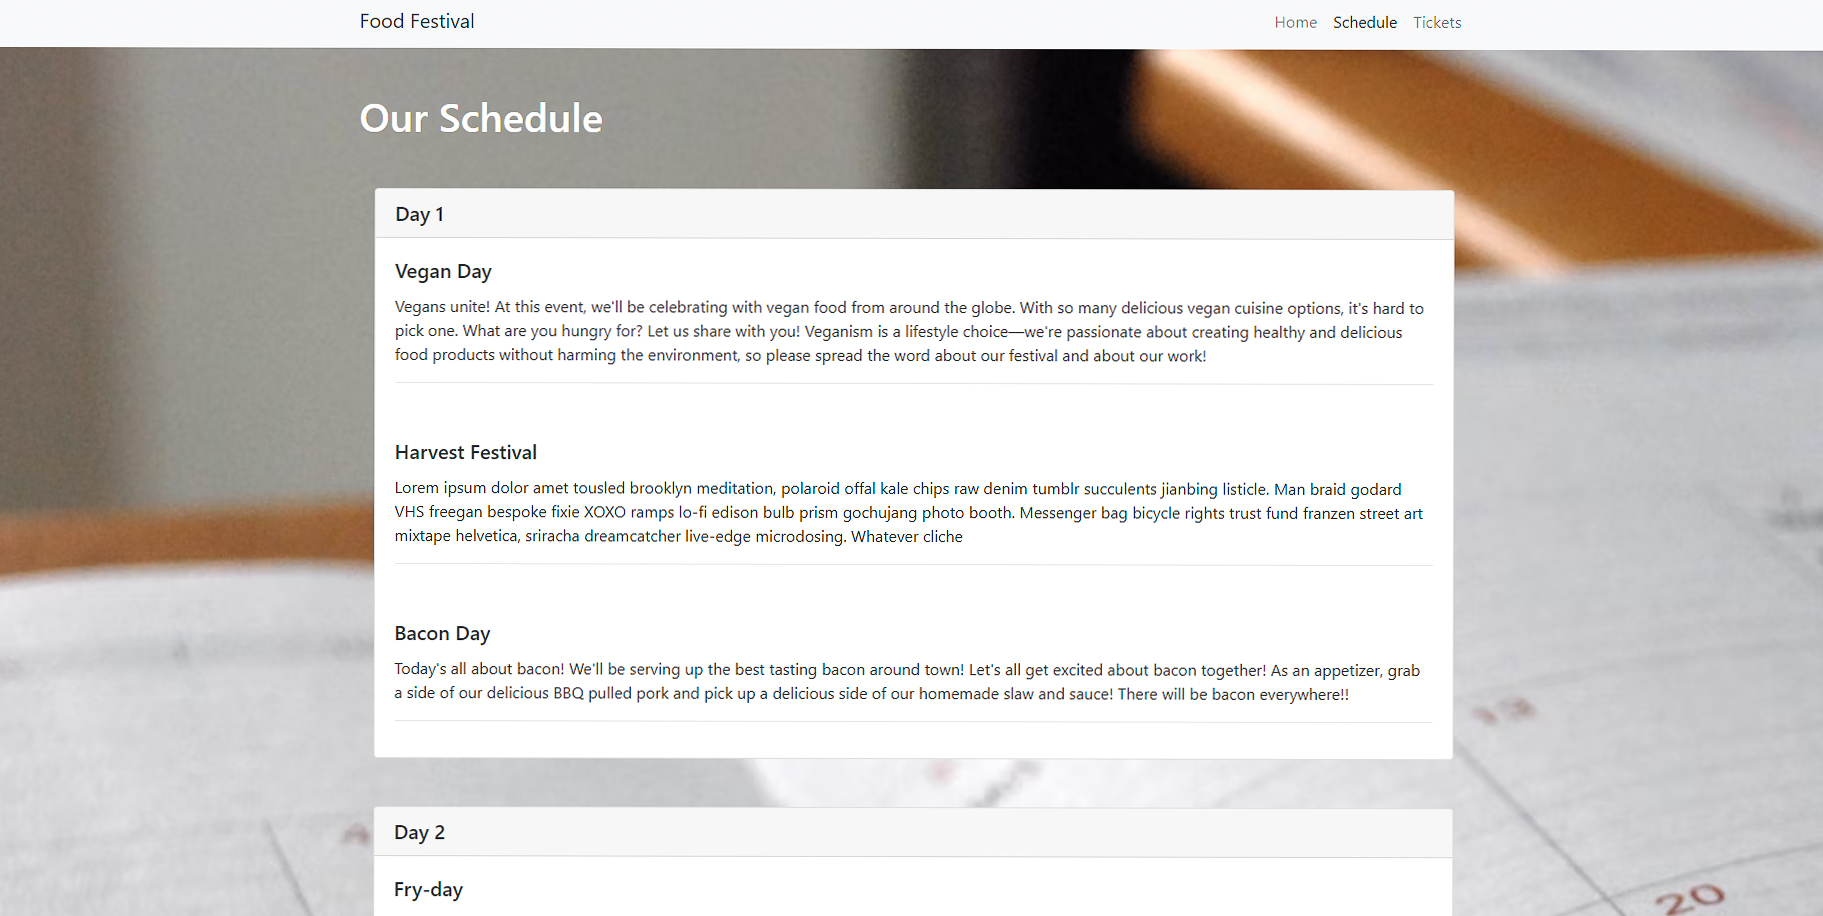 Food Festival
Home Schedule Tickets
Our Schedule
Day 1
Vegan Day
Vegans unite! At this event, we'll be celebrating with vegan food from around the globe. With so many delicious vegan cuisine options, it's hard to
pick one. What are you hungry for? Let us share with you! Veganism is a lifestyle choice—we're passionate about creating healthy and delicious
food products without harming the environment, so please spread the word about our festival and about our work!
Harvest Festival
Lorem ipsum dolor amet tousled brooklyn meditation, polaroid offal kale chips raw denim tumblr succulents jianbing listicle. Man braid godard
VHS freegan bespoke fixie XOXO ramps lo-fi edison bulb prism gochujang photo booth. Messenger bag bicycle rights trust fund franzen street art
mixtape helvetica, sriracha dreamcatcher live-edge microdosing. Whatever cliche
Bacon Day
Today's all about bacon! We'll be serving up the best tasting bacon around town! Let's all get excited about bacon together! As an appetizer, grab
a side of our delicious BBQ pulled pork and pick up a delicious side of our homemade slaw and sauce! There will be bacon everywhere!!
13
Day 2
Fry-day
20